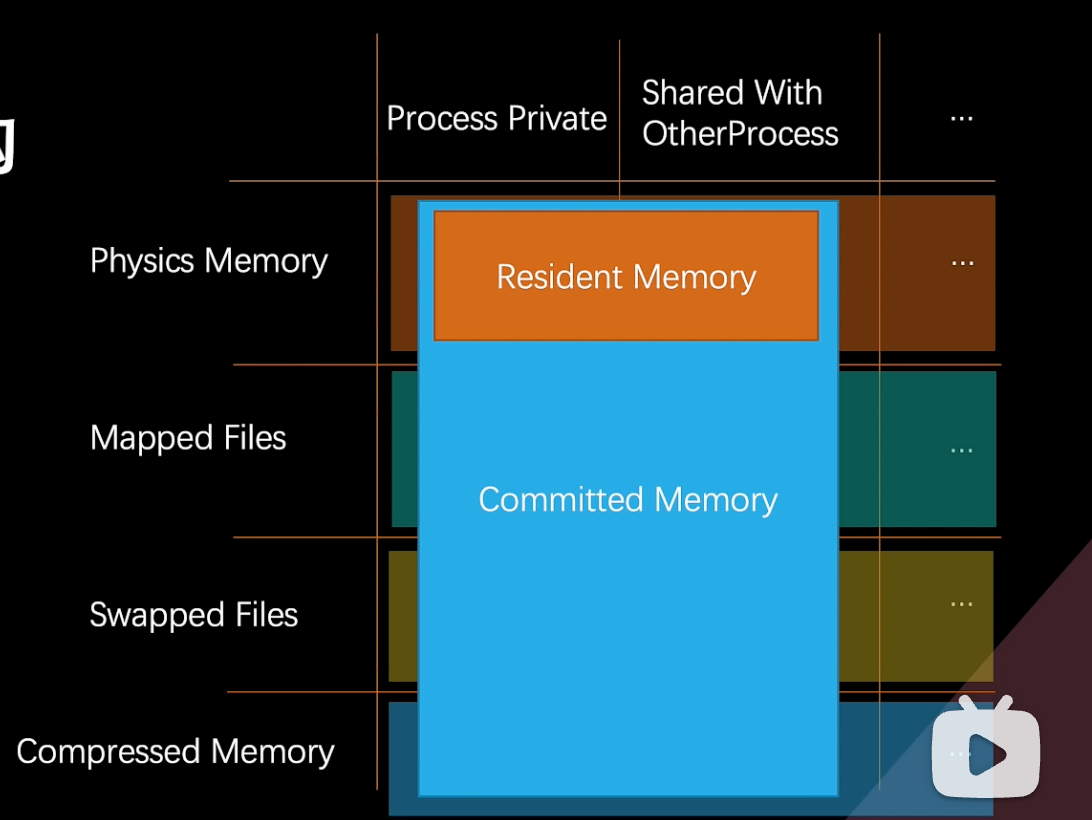 Process Private
Shared With
OtherProcess
...
Physics Memory
Resident Memory
...
Mapped Files
...
Committed Memory
Swapped Files
...
Compressed Memory
...